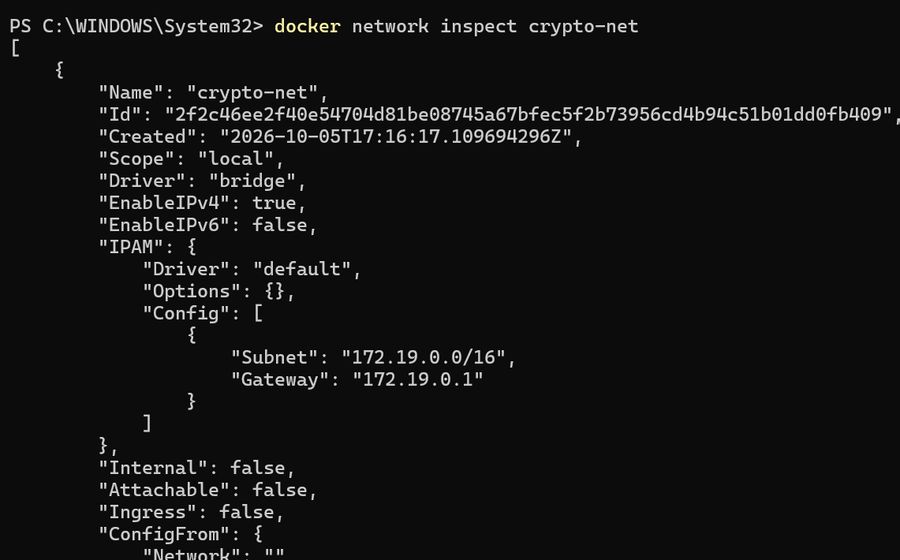 PS C:\WINDOWS\System32> docker network inspect crypto-net
[
    {
        "Name": "crypto-net",
        "Id": "2f2c46ee2f40e54704d81be08745a67bfec5f2b73956cd4b94c51b01dd0fb409",
        "Created": "2026-10-05T17:16:17.109694296Z",
        "Scope": "local",
        "Driver": "bridge",
        "EnableIPv4": true,
        "EnableIPv6": false,
        "IPAM": {
            "Driver": "default",
            "Options": {},
            "Config": [
                {
                    "Subnet": "172.19.0.0/16",
                    "Gateway": "172.19.0.1"
                }
            ]
        },
        "Internal": false,
        "Attachable": false,
        "Ingress": false,
        "ConfigFrom": {
            "Network": ""